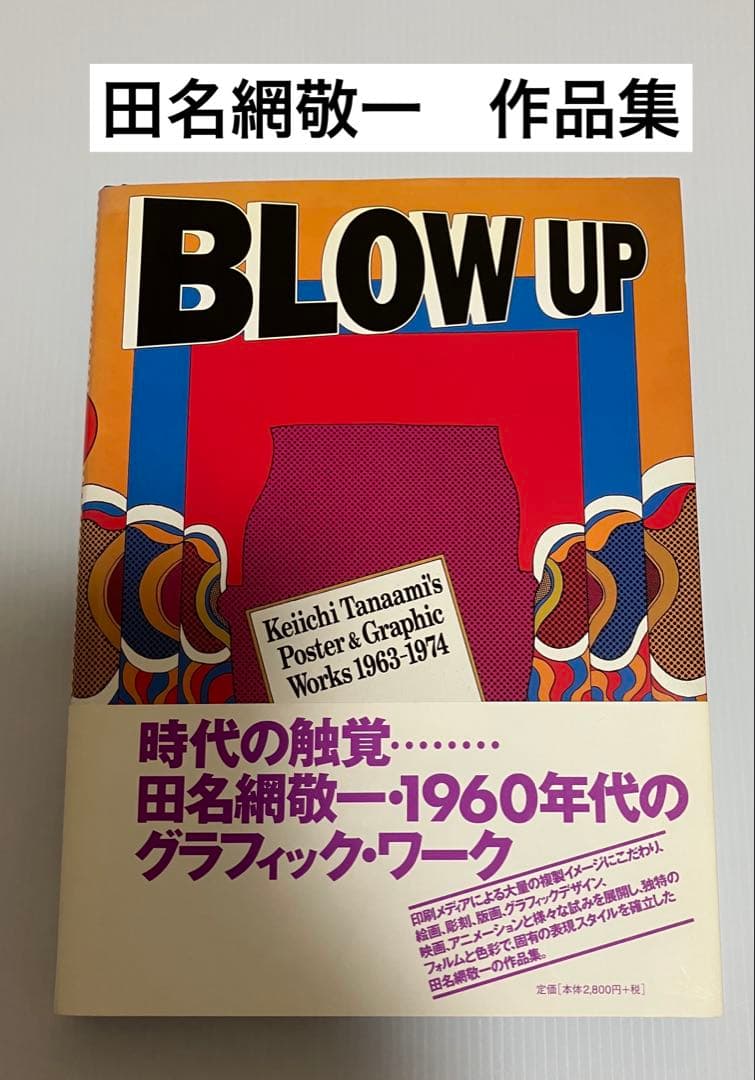 田名網敬一　作品集
BLOW UP
Keiichi Tanaami's
Poster & Graphic
Works 1963-1974
時代の触覚………
田名網敬一・1960年代の
グラフィック・ワーク
印刷メディアによる大量の複製イメージにこだわり、
絵画、彫刻、版画、グラフィックデザイン、
映画、アニメーションと様々な試みを展開し、独特の
フォルムと色彩で、固有の表現スタイルを確立した
田名網敬一の作品集。
定価[本体2,800円+税]